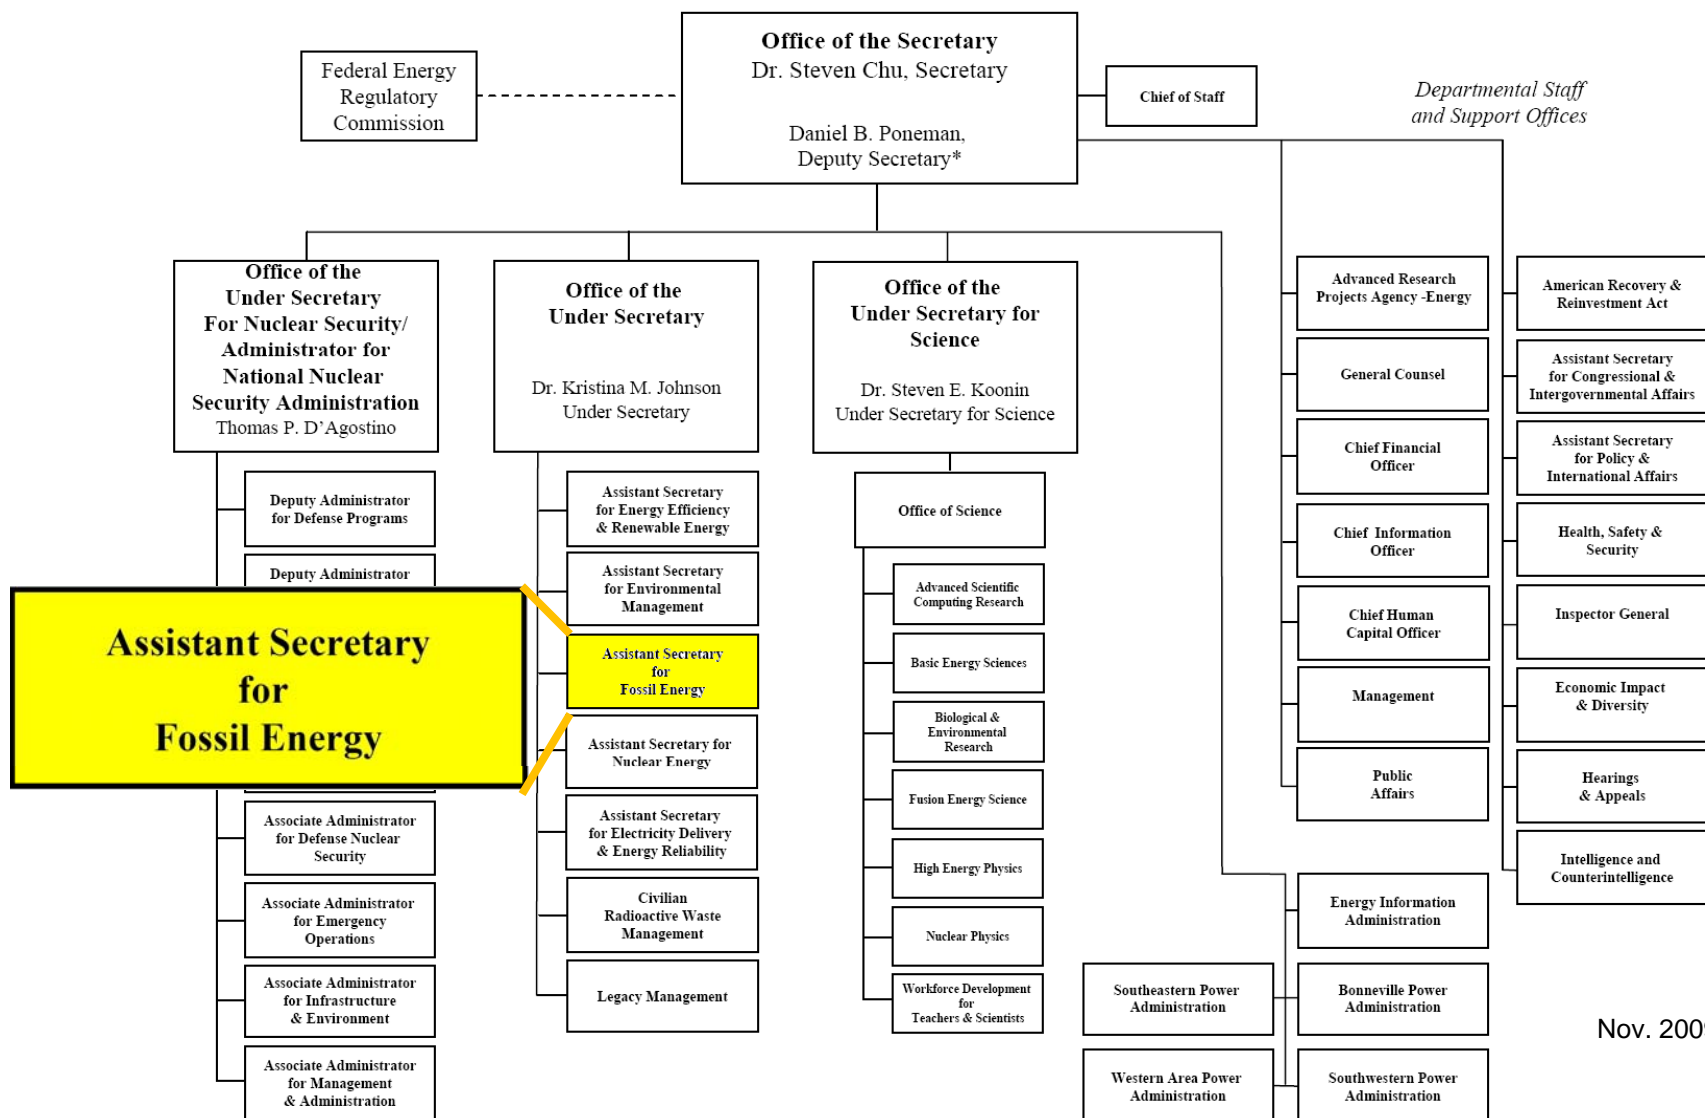 Office of the Secretary
Dr. Steven Chu, Secretary
Daniel B. Poneman,
Deputy Secretary*
Federal Energy
Regulatory
Commission
Chief of Staff
Departmental Staff
and Support Offices
Office of the
Under Secretary
For Nuclear Security/
Administrator for
National Nuclear
Security Administration
Thomas P. D'Agostino
Deputy Administrator
for Defense Programs
Deputy Administrator
Assistant Secretary
for
Fossil Energy
Associate Administrator
for Defense Nuclear
Security
Associate Administrator
for Emergency
Operations
Associate Administrator
for Infrastructure
& Environment
Associate Administrator
for Management
& Administration
Office of the
Under Secretary
Dr. Kristina M. Johnson
Under Secretary
Assistant Secretary
for Energy Efficiency
& Renewable Energy
Assistant Secretary
for Environmental
Management
Assistant Secretary
for
Fossil Energy
Assistant Secretary for
Nuclear Energy
Assistant Secretary
for Electricity Delivery
& Energy Reliability
Civilian
Radioactive Waste
Management
Legacy Management
Office of the
Under Secretary for
Science
Dr. Steven E. Koonin
Under Secretary for Science
Office of Science
Advanced Scientific
Computing Research
Basic Energy Sciences
Biological &
Environmental
Research
Fusion Energy Science
High Energy Physics
Nuclear Physics
Workforce Development
for
Teachers & Scientists
Advanced Research
Projects Agency -Energy
General Counsel
Chief Financial
Officer
Chief Information
Officer
Chief Human
Capital Officer
Management
Public
Affairs
American Recovery &
Reinvestment Act
Assistant Secretary
for Congressional &
Intergovernmental Affairs
Assistant Secretary
for Policy &
International Affairs
Health, Safety &
Security
Inspector General
Economic Impact
& Diversity
Hearings
& Appeals
Intelligence and
Counterintelligence
Energy Information
Administration
Southeastern Power
Administration
Bonneville Power
Administration
Western Area Power
Administration
Southwestern Power
Administration
Nov. 2009